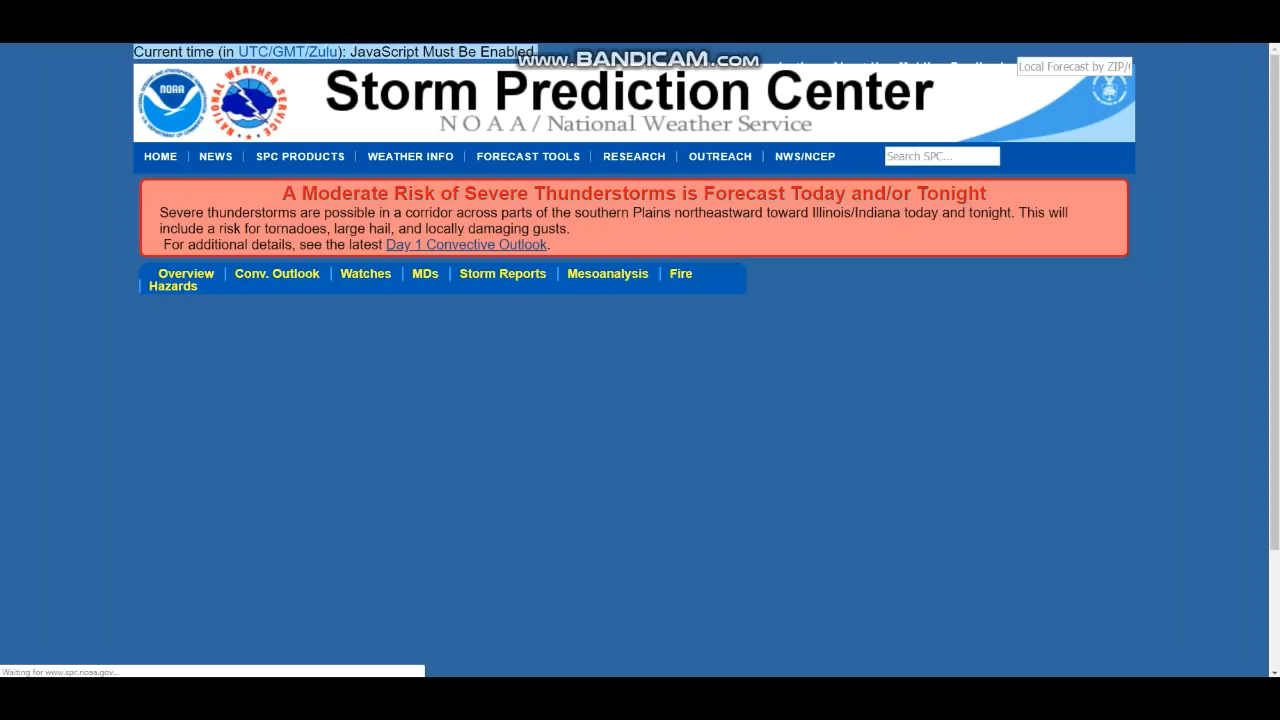 Current time (in UTC/GMT/Zulu): JavaScript Must Be Enabled
www.BANDICAM.com
Local Forecast by ZIP/
NOAA
NATIONAL WEATHER SERVICE
Storm Prediction Center
NOAA/National Weather Service
HOME NEWS SPC PRODUCTS WEATHER INFO FORECAST TOOLS RESEARCH OUTREACH NWS/NCEP Search SPC...
A Moderate Risk of Severe Thunderstorms is Forecast Today and/or Tonight
Severe thunderstorms are possible in a corridor across parts of the southern Plains northeastward toward Illinois/Indiana today and tonight. This will
include a risk for tornadoes, large hail, and locally damaging gusts.
For additional details, see the latest Day 1 Convective Outlook.
Overview Conv. Outlook Watches MDs Storm Reports Mesoanalysis Fire
Hazards
Waiting for www.spc.noaa.gov...